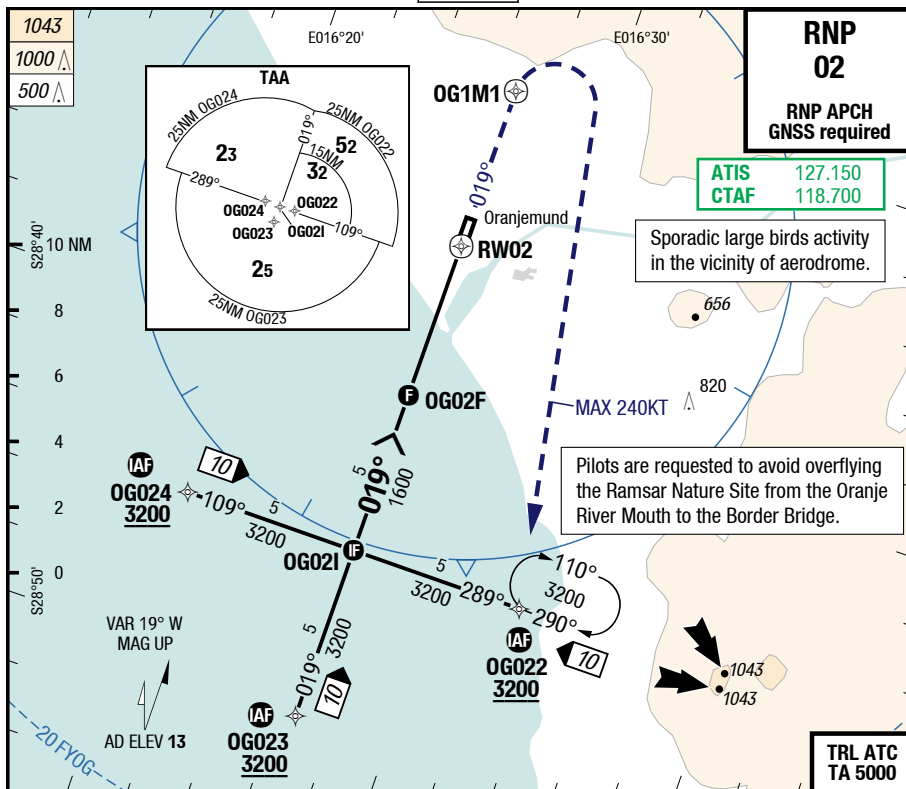 1043
1000
500
E016°20'
E016°30'
RNP
02
RNP APCH
GNSS required
ATIS 127.150
CTAF 118.700
Sporadic large birds activity
in the vicinity of aerodrome.
TAA
25NM OG024
25NM OG022
25NM OG023
15NM
019°
23
52
32
25
289°
109°
OG024
OG022
OG023
OG02I
OG1M1
019°
Oranjemund
RW02
S28°40'
10 NM
8
6
4
2
0
S28°50'
656
820
MAX 240KT
OG02F
F
Pilots are requested to avoid overflying
the Ramsar Nature Site from the Oranje
River Mouth to the Border Bridge.
IAF
OG024
3200
10
109°
5
3200
5
019°
1600
OG02I
IF
5
3200
289°
110°
3200
290°
IAF
OG022
3200
10
5
3200
019°
10
IAF
OG023
3200
VAR 19° W
MAG UP
AD ELEV 13
20 FYOG
1043
1043
TRL ATC
TA 5000